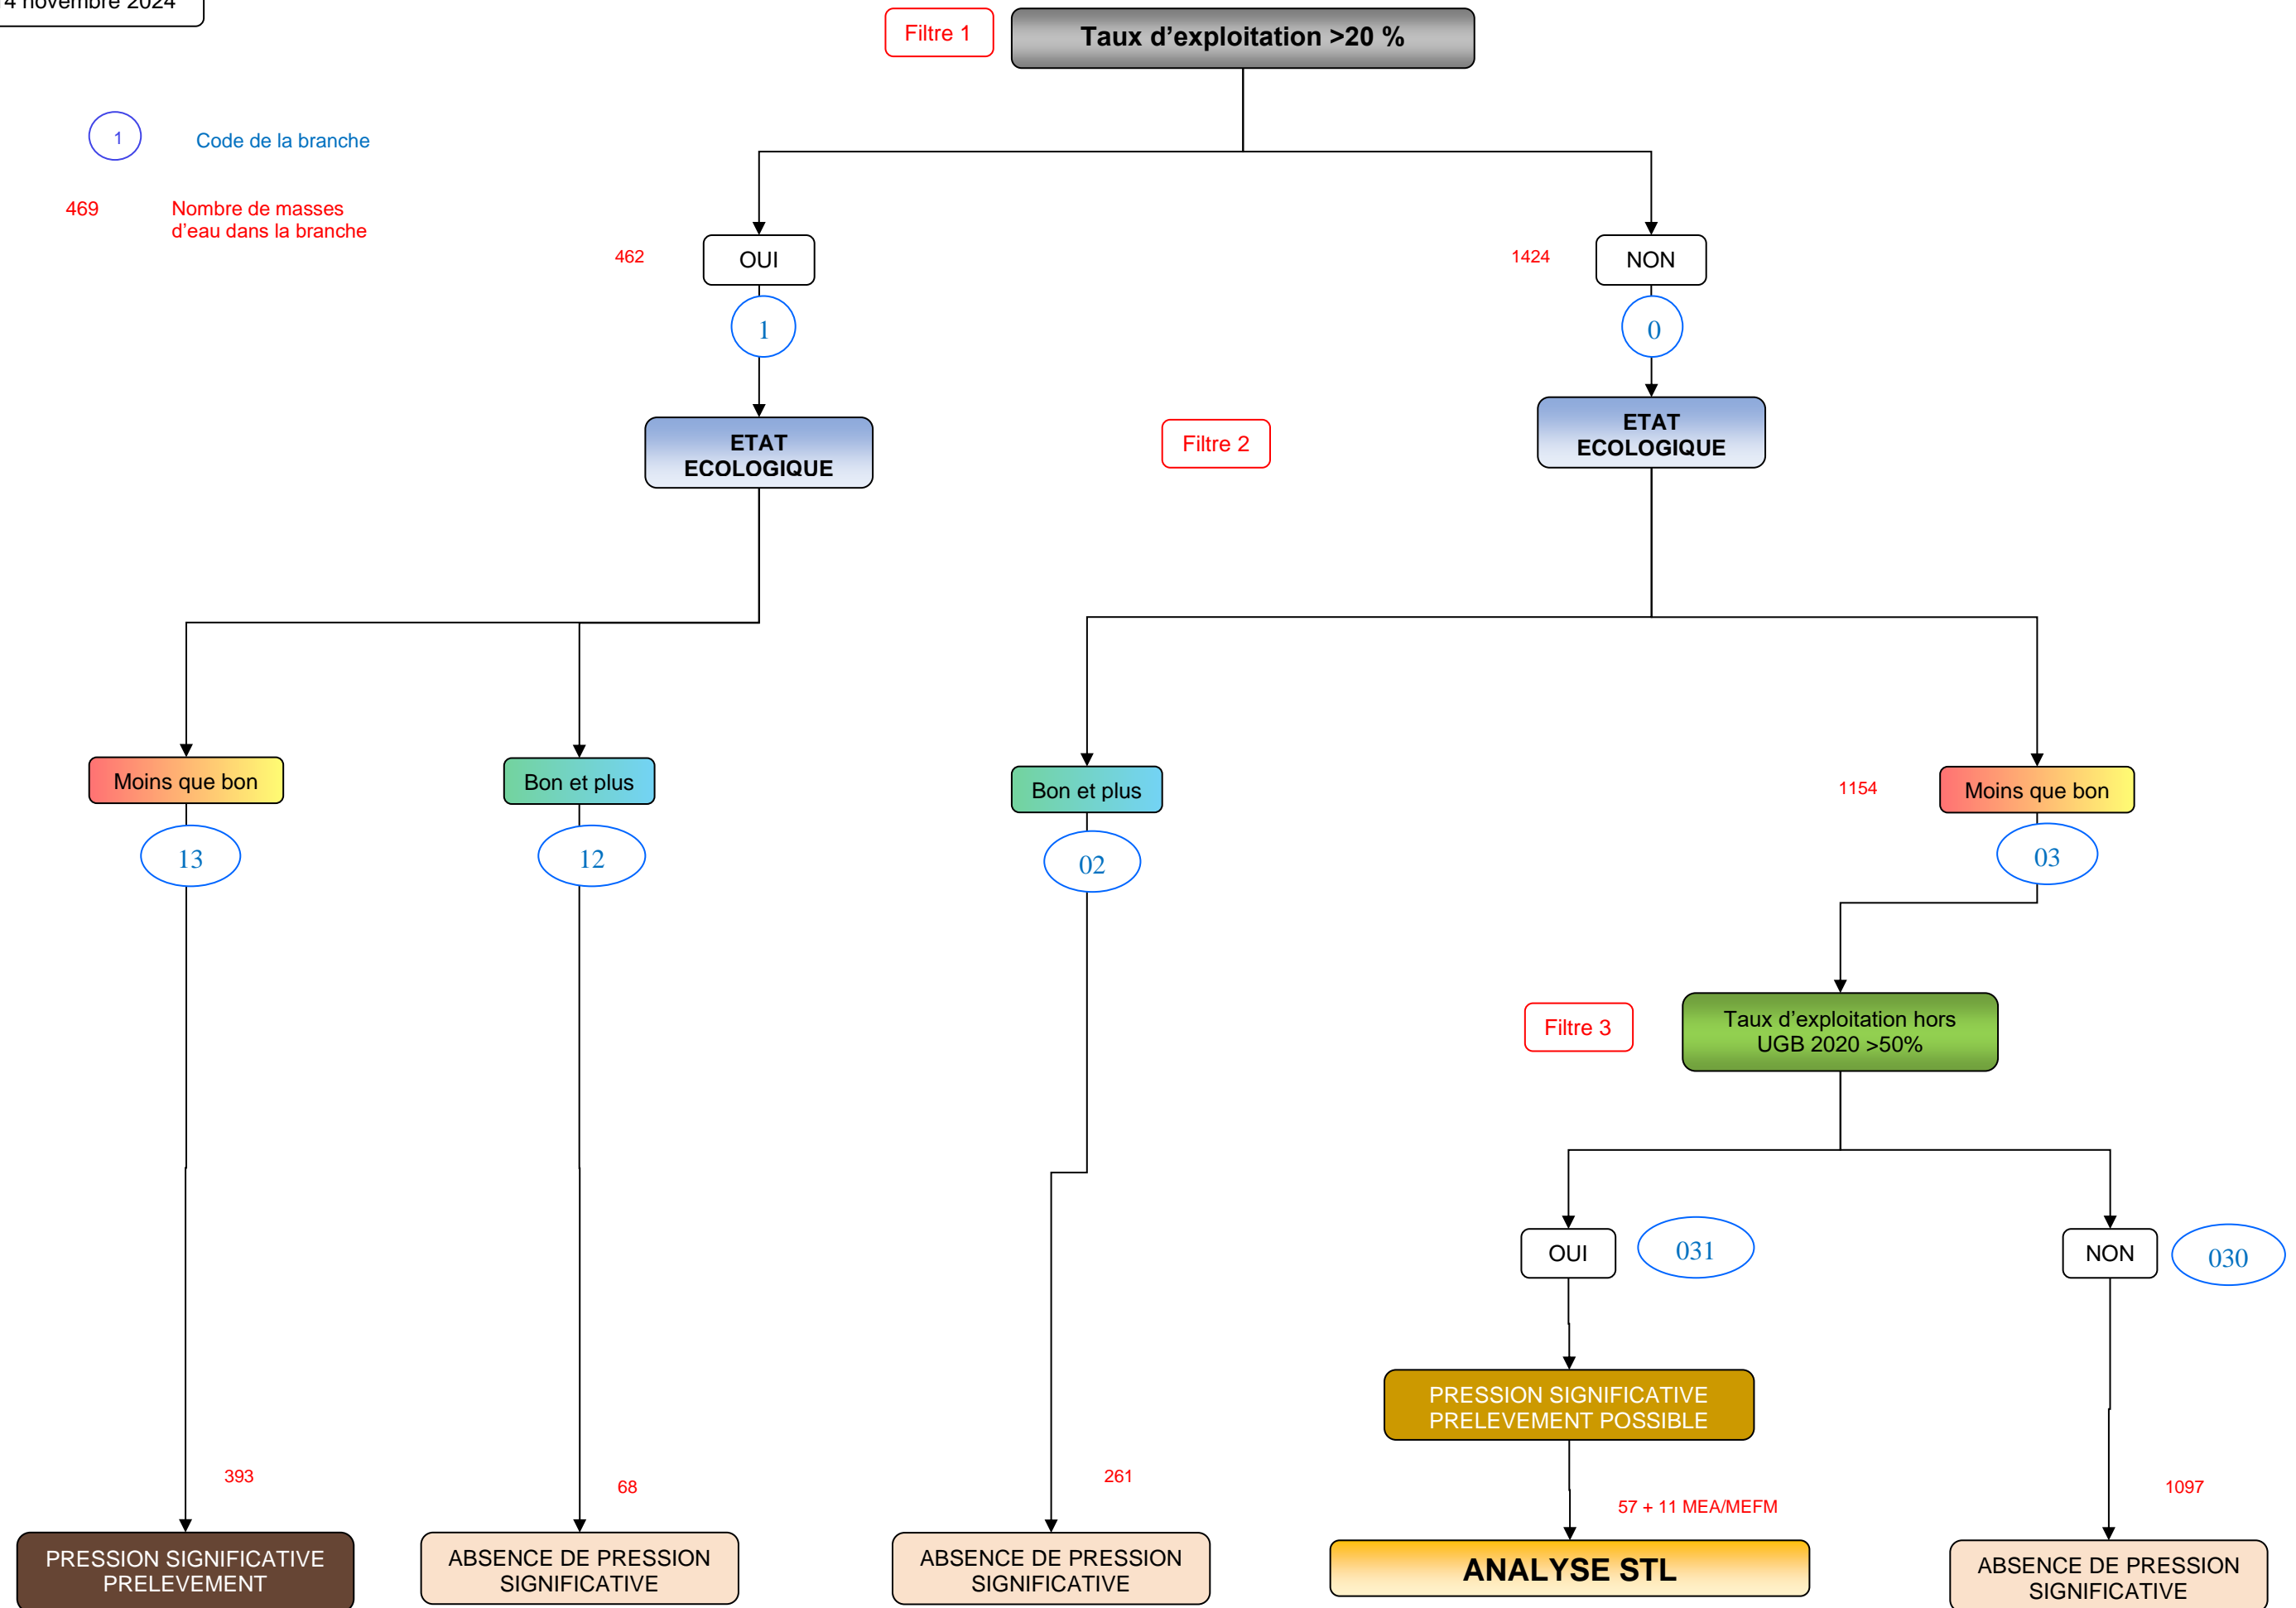 novembre 2024
Filtre 1
Taux d’exploitation >20 %
1
Code de la branche
469
Nombre de masses
d’eau dans la branche
462
OUI
1424
NON
1
0
ETAT
ECOLOGIQUE
Filtre 2
ETAT
ECOLOGIQUE
Moins que bon
Bon et plus
Bon et plus
1154
Moins que bon
13
12
02
03
Filtre 3
Taux d’exploitation hors
UGB 2020 >50%
OUI
031
NON
030
PRESSION SIGNIFICATIVE
PRELEVEMENT POSSIBLE
393
68
261
57 + 11 MEA/MEFM
1097
PRESSION SIGNIFICATIVE
PRELEVEMENT
ABSENCE DE PRESSION
SIGNIFICATIVE
ABSENCE DE PRESSION
SIGNIFICATIVE
ANALYSE STL
ABSENCE DE PRESSION
SIGNIFICATIVE